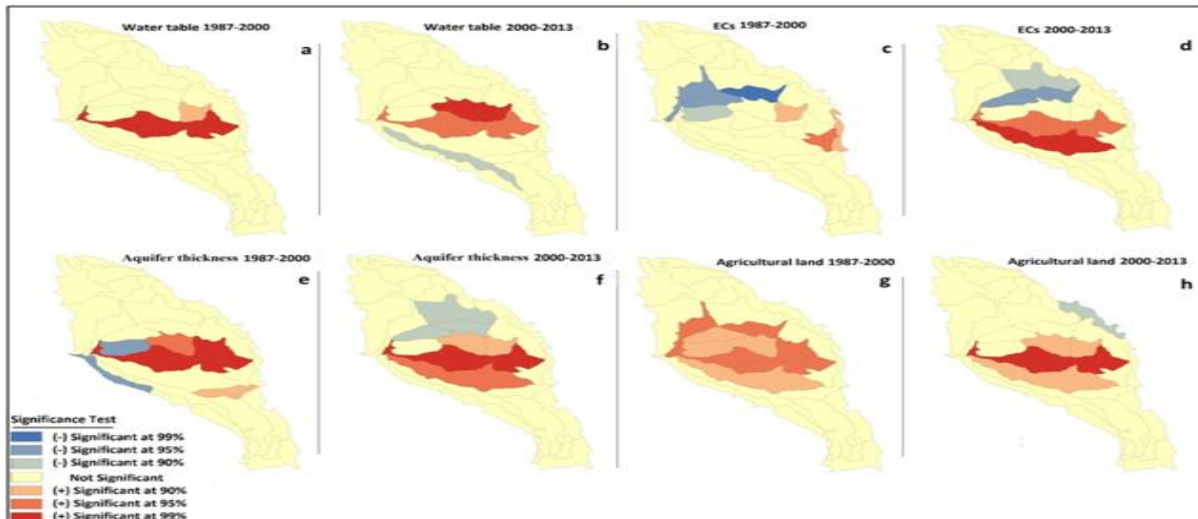 Water table 1987-2000
a
Water table 2000-2013
b
ECs 1987-2000
c
ECs 2000-2013
d
Aquifer thickness 1987-2000
e
Aquifer thickness 2000-2013
f
Agricultural land 1987-2000
g
Agricultural land 2000-2013
h
Significance Test
(-) Significant at 99%
(-) Significant at 95%
(-) Significant at 90%
Not Significant
(+) Significant at 90%
(+) Significant at 95%
(+) Significant at 99%